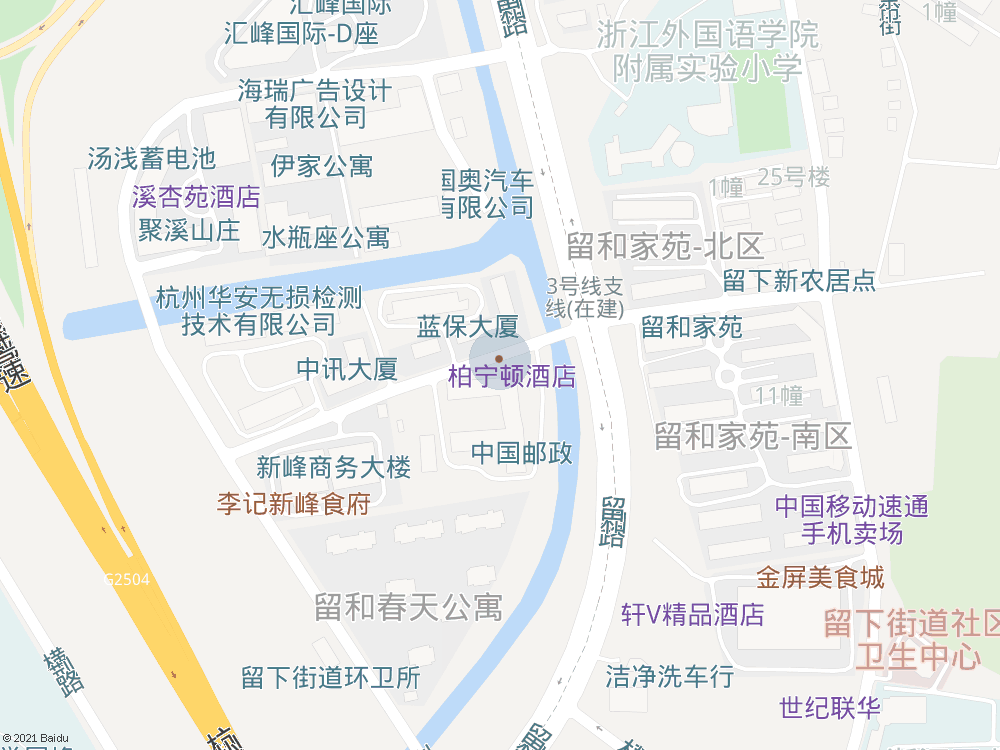 汇峰国际
汇峰国际-D座
留和路
浙江外国语学院
附属实验小学
1幢
海瑞广告设计
有限公司
汤浅蓄电池
伊家公寓
溪杏苑酒店
国奥汽车
有限公司
1幢
25号楼
聚溪山庄
水瓶座公寓
留和家苑-北区
杭州华安无损检测
技术有限公司
3号线支
线(在建)
留下新农居点
蓝保大厦
留和家苑
中讯大厦
柏宁顿酒店
11幢
留和家苑-南区
新峰商务大楼
中国邮政
李记新峰食府
留和路
中国移动速通
手机卖场
G2504
金屏美食城
留和春天公寓
轩V精品酒店
留下街道社区
卫生中心
留下街道环卫所
洁净洗车行
世纪联华
杭
留
© 2021 Baidu